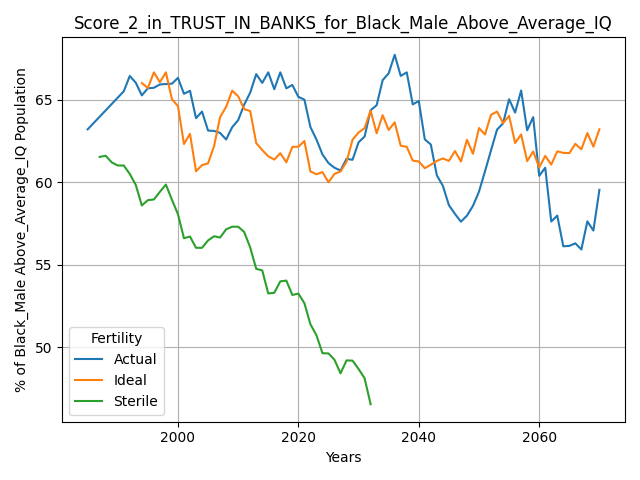 Score_2_in_TRUST_IN_BANKS_for_Black_Male_Above_Average_IQ
% of Black_Male Above_Average_IQ Population
65
60
55
50
Fertility
Actual
Ideal
Sterile
2000 2020 2040 2060
Years